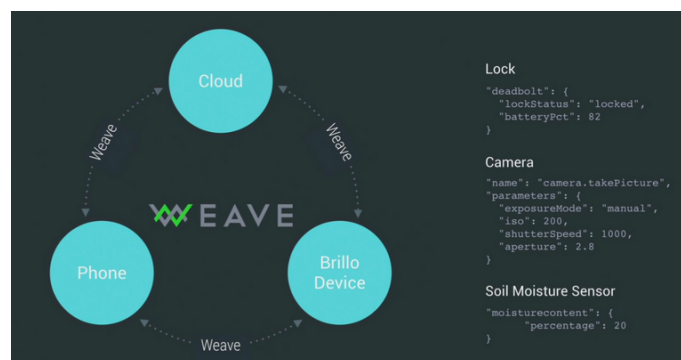 Cloud
Weave
Weave
WEAVE
Phone
Brillo
Device
Weave
Lock
"deadbolt": {
"lockStatus": "locked",
"batteryPct": 82
}
Camera
"name": "camera.takePicture",
"parameters": {
"exposureMode": "manual",
"iso": 200,
"shutterSpeed": 1000,
"aperture": 2.8
}
Soil Moisture Sensor
"moisturecontent": {
"percentage": 20
}